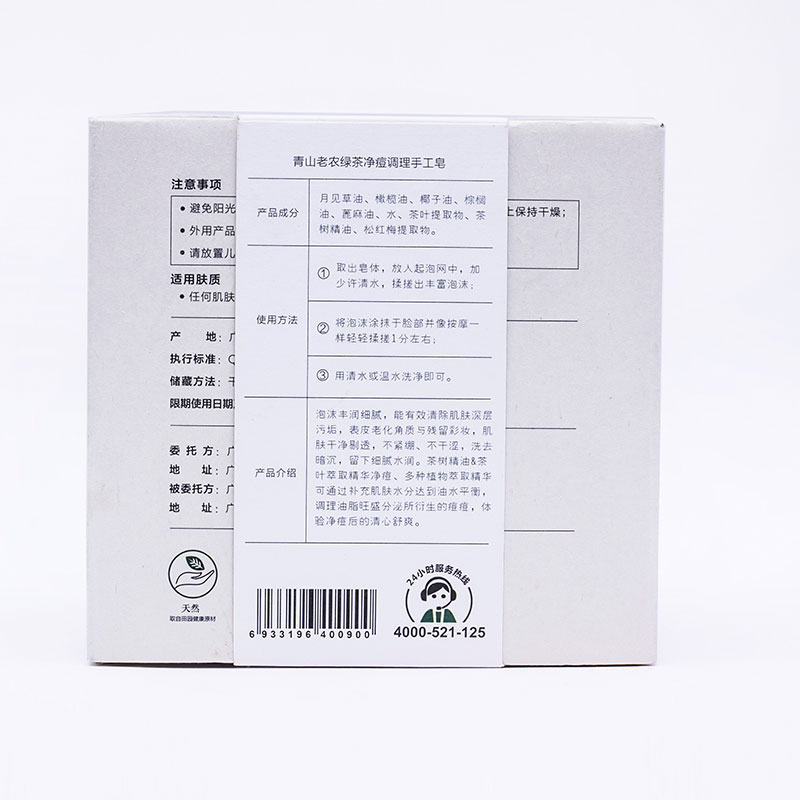 青山老农绿茶净痘调理手工皂
产品成分
月见草油、橄榄油、椰子油、棕榈
油、蓖麻油、水、茶叶提取物、茶
树精油、松红梅提取物。
使用方法
① 取出皂体，放入起泡网中，加
少许清水，揉搓出丰富泡沫；
② 将泡沫涂抹于脸部并像按摩一
样轻轻揉搓1分左右；
③ 用清水或温水洗净即可。
产品介绍
泡沫丰润细腻，能有效清除肌肤深层
污垢，表皮老化角质与残留彩妆，肌
肤干净剔透，不紧绷、不干涩，洗去
暗沉，留下细腻水润。茶树精油&茶
叶萃取精华净痘、多种植物萃取精华
可通过补充肌肤水分达到油水平衡，
调理油脂旺盛分泌所衍生的痘痘，体
验净痘后的清心舒爽。
6 933196 400900
24小时服务热线
4000-521-125
注意事项
• 避免阳光
上保持干燥；
• 外用产品
• 请放置儿
适用肤质
• 任何肌肤
产 地：广
执行标准：Q
储藏方法：干
限期使用日期
委 托 方：广
地 址：广
被委托方：广
地 址：广
天然
取自田园健康原材